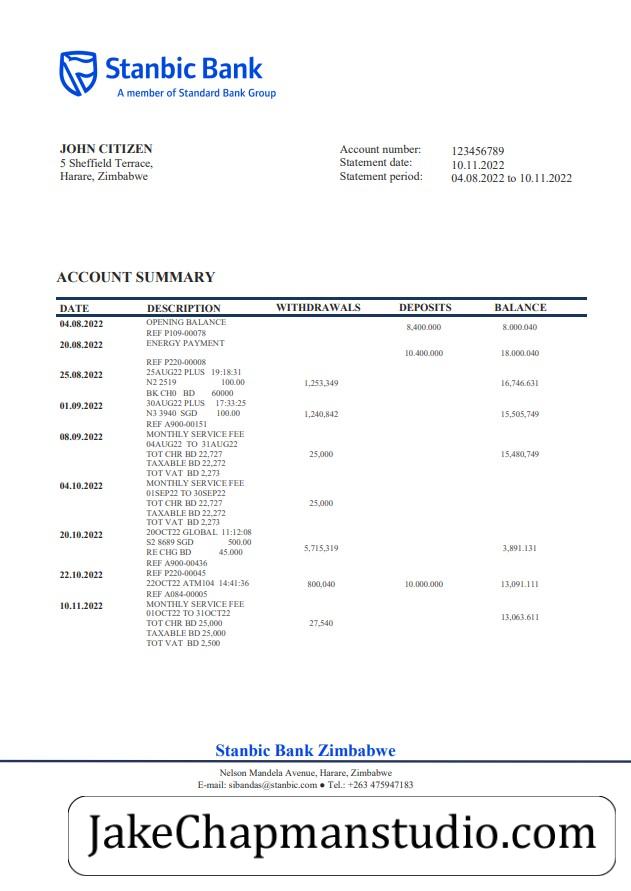 Stanbic Bank
A member of Standard Bank Group
JOHN CITIZEN
5 Sheffield Terrace,
Harare, Zimbabwe
Account number: 123456789
Statement date: 10.11.2022
Statement period: 04.08.2022 to 10.11.2022
ACCOUNT SUMMARY
DATE DESCRIPTION WITHDRAWALS DEPOSITS BALANCE
04.08.2022 OPENING BALANCE
REF P109-00078 8,400.000 8.000.040
20.08.2022 ENERGY PAYMENT
10.400.000 18.000.040
REF P220-00008
25.08.2022 25AUG22 PLUS 19:18:31
N2 2519 100.00 1,253,349 16,746.631
BK CH0 BD 60000
01.09.2022 30AUG22 PLUS 17:33:25
N3 3940 SGD 100.00 1,240,842 15,505,749
REF A900-00151
08.09.2022 MONTHLY SERVICE FEE
04AUG22 TO 31AUG22
TOT CHR BD 22,727 25,000 15,480,749
TAXABLE BD 22,272
TOT VAT BD 2,273
04.10.2022 MONTHLY SERVICE FEE
01SEP22 TO 30SEP22
TOT CHR BD 22,727 25,000
TAXABLE BD 22,272
TOT VAT BD 2,273
20.10.2022 20OCT22 GLOBAL 11:12:08
S2 8689 SGD 500.00
RE CHG BD 45.000 5,715,319 3,891.131
REF A900-00436
22.10.2022 REF P220-00045
22OCT22 ATM104 14:41:36 800,040 10.000.000 13,091.111
REF A084-00005
10.11.2022 MONTHLY SERVICE FEE
01OCT22 TO 31OCT22 13,063.611
TOT CHR BD 25,000 27,540
TAXABLE BD 25,000
TOT VAT BD 2,500
Stanbic Bank Zimbabwe
Nelson Mandela Avenue, Harare, Zimbabwe
E-mail: sibandas@stanbic.com ● Tel.: +263 475947183
JakeChapmanstudio.com